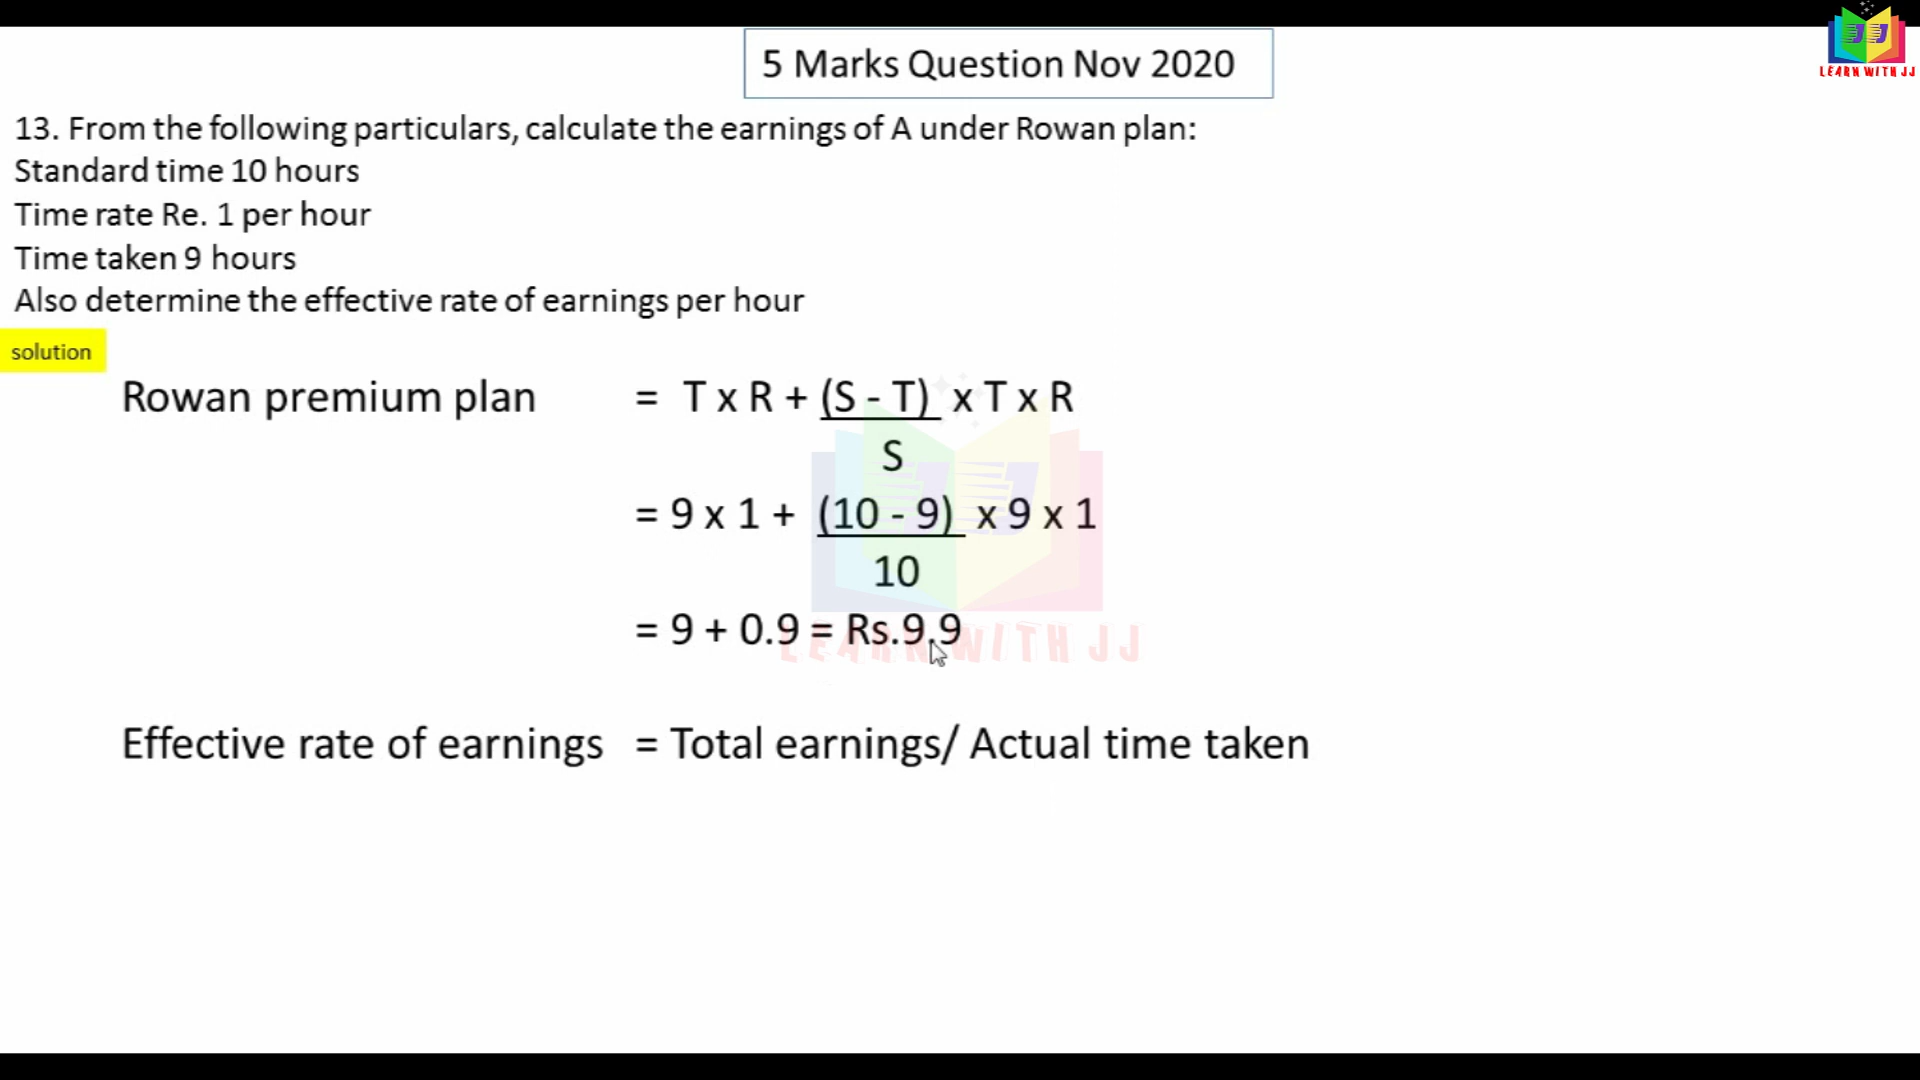 5 Marks Question Nov 2020
LEARN WITH JJ
13. From the following particulars, calculate the earnings of A under Rowan plan:
Standard time 10 hours
Time rate Re. 1 per hour
Time taken 9 hours
Also determine the effective rate of earnings per hour
solution
Rowan premium plan = T x R + (S - T) x T x R
S
= 9 x 1 + (10 - 9) x 9 x 1
10
= 9 + 0.9 = Rs.9.9
LEARN WITH JJ
Effective rate of earnings = Total earnings/ Actual time taken